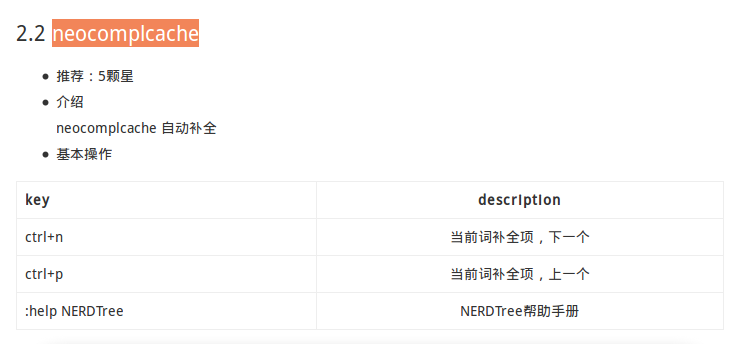 2.2 neocomplcache
推荐：5颗星
介绍
neocomplcache 自动补全
基本操作
key description
ctrl+n 当前词补全项，下一个
ctrl+p 当前词补全项，上一个
:help NERDTree NERDTree帮助手册